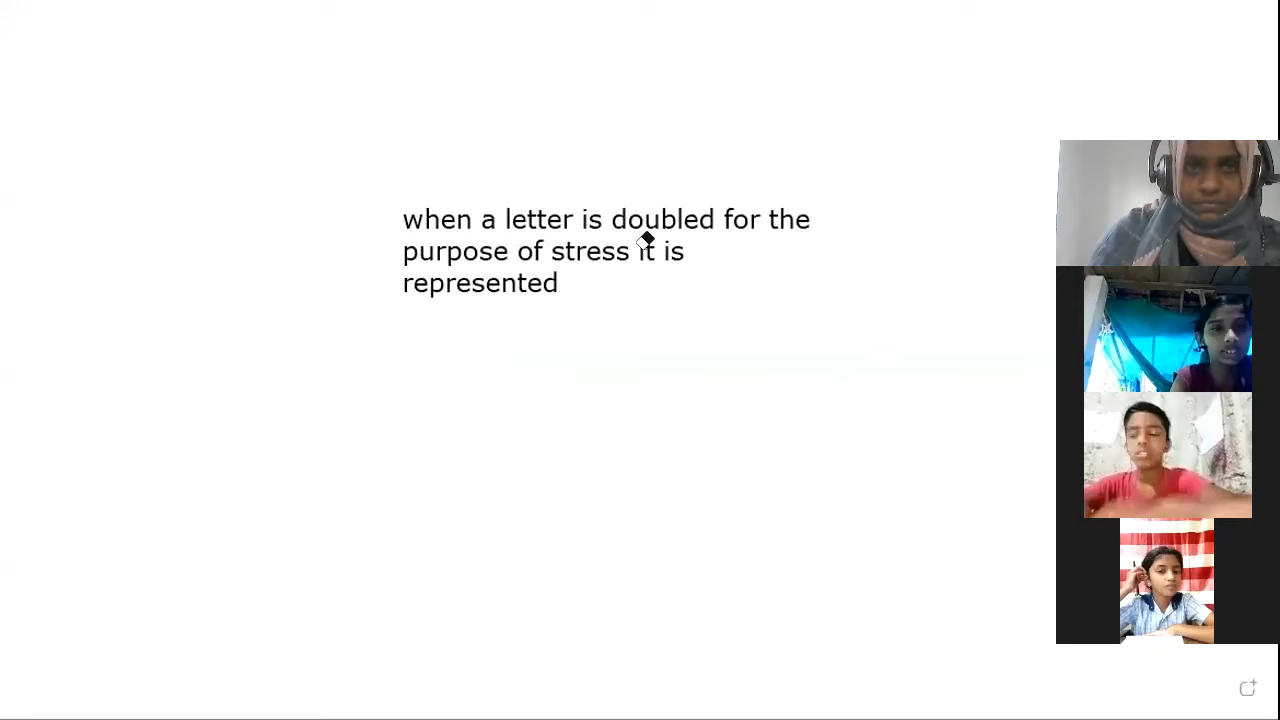 when a letter is doubled for the
purpose of stress it is
represented